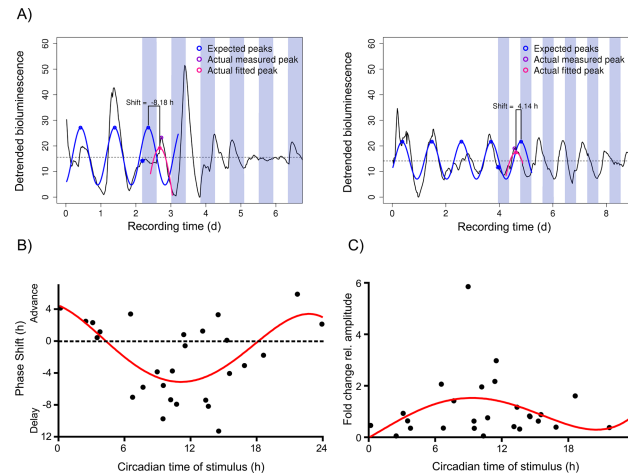 A)
60
50
40
30
20
10
0
Detrended bioluminescence
Expected peaks
Actual measured peak
Actual fitted peak
Shift = -8.18 h
0 1 2 3 4 5 6
Recording time (d)
60
50
40
30
20
10
0
Detrended bioluminescence
Expected peaks
Actual measured peak
Actual fitted peak
Shift = 4.14 h
0 2 4 6 8
Recording time (d)
B)
Advance
Phase Shift (h)
Delay
4
0
4
8
12
0 6 12 18 24
Circadian time of stimulus (h)
C)
Fold change rel. amplitude
6
4
2
0
0 6 12 18
Circadian time of stimulus (h)